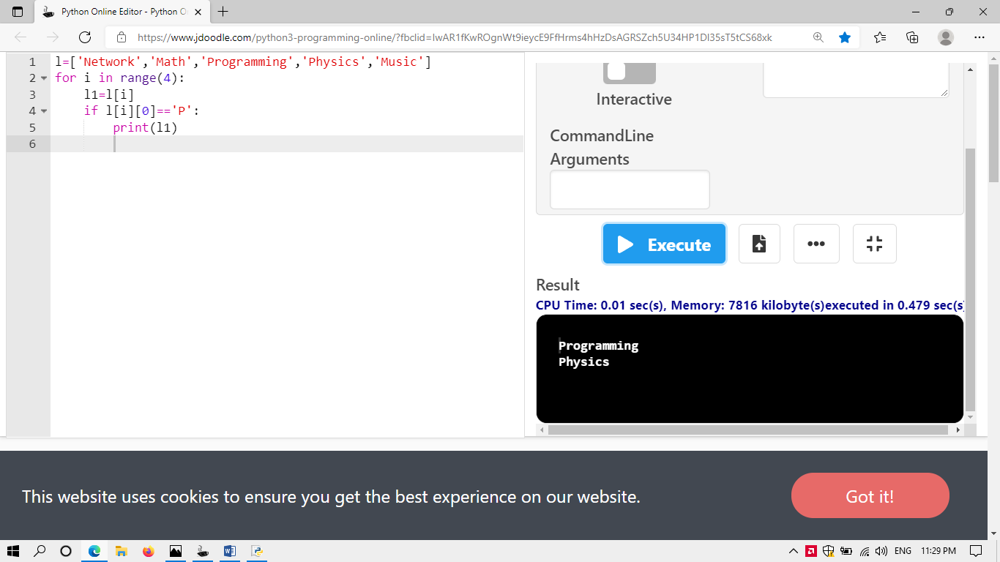 Python Online Editor - Python O
https://www.jdoodle.com/python3-programming-online/?fbclid=IwAR1fKwROgnWt9ieycE9FfHrms4hHzDsAGRSZch5U34HP1DI35sT5tCS68xk
1 l=['Network','Math','Programming','Physics','Music']
2 for i in range(4):
3 l1=l[i]
4 if l[i][0]=='P':
5 print(l1)
6
Interactive
CommandLine
Arguments
Execute
Result
CPU Time: 0.01 sec(s), Memory: 7816 kilobyte(s)executed in 0.479 sec(s)
Programming
Physics
This website uses cookies to ensure you get the best experience on our website.
Got it!
ENG
11:29 PM